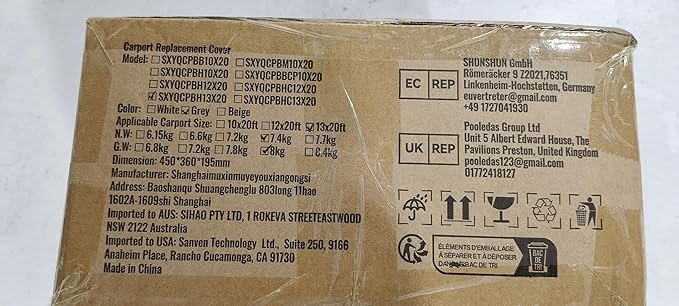 Carport Replacement Cover
Model: ☐SXYQCPBB10X20 ☐SXYQCPBM10X20
☐SXYQCPBH10X20 ☐SXYQCPBBCP10X20
☐SXYQCPBH12X20 ☐SXYQCPBHC12X20
☑SXYQCPBH13X20 ☐SXYQCPBHC13X20
Color: ☐White ☑Grey ☐Beige
Applicable Carport Size: ☐10x20ft ☐12x20ft ☑13x20ft
N.W: ☐6.15kg ☐6.6kg ☐7.2kg ☑7.4kg ☐7.7kg
G.W: ☐6.8kg ☐7.2kg ☐7.8kg ☑8kg ☐8.4kg
Dimension: 450*360*195mm
Manufacturer: Shanghaimuxinmuyeyouxiangongsi
Address: Baoshanqu Shuangchenglu 803long 11hao
1602A-1609shi Shanghai
Imported to AUS: SIHAO PTY LTD, 1 ROKEVA STREETEASTWOOD
NSW 2122 Australia
Imported to USA: Sanven Technology Ltd., Suite 250, 9166
Anaheim Place, Rancho Cucamonga, CA 91730
Made in China
EC REP
SHUNSHUN GmbH
Römeräcker 9 Z2021,76351
Linkenheim-Hochstetten, Germany
euvertreter@gmail.com
+49 1727041930
UK REP
Pooledas Group Ltd
Unit 5 Albert Edward House, The
Pavilions Preston, United Kingdom
pooledas123@gmail.com
01772418127
ÉLÉMENTS D'EMBALLAGE
À SÉPARER ET À DÉPOSER
DANS LE BAC DE TRI
BAC
DE TRI